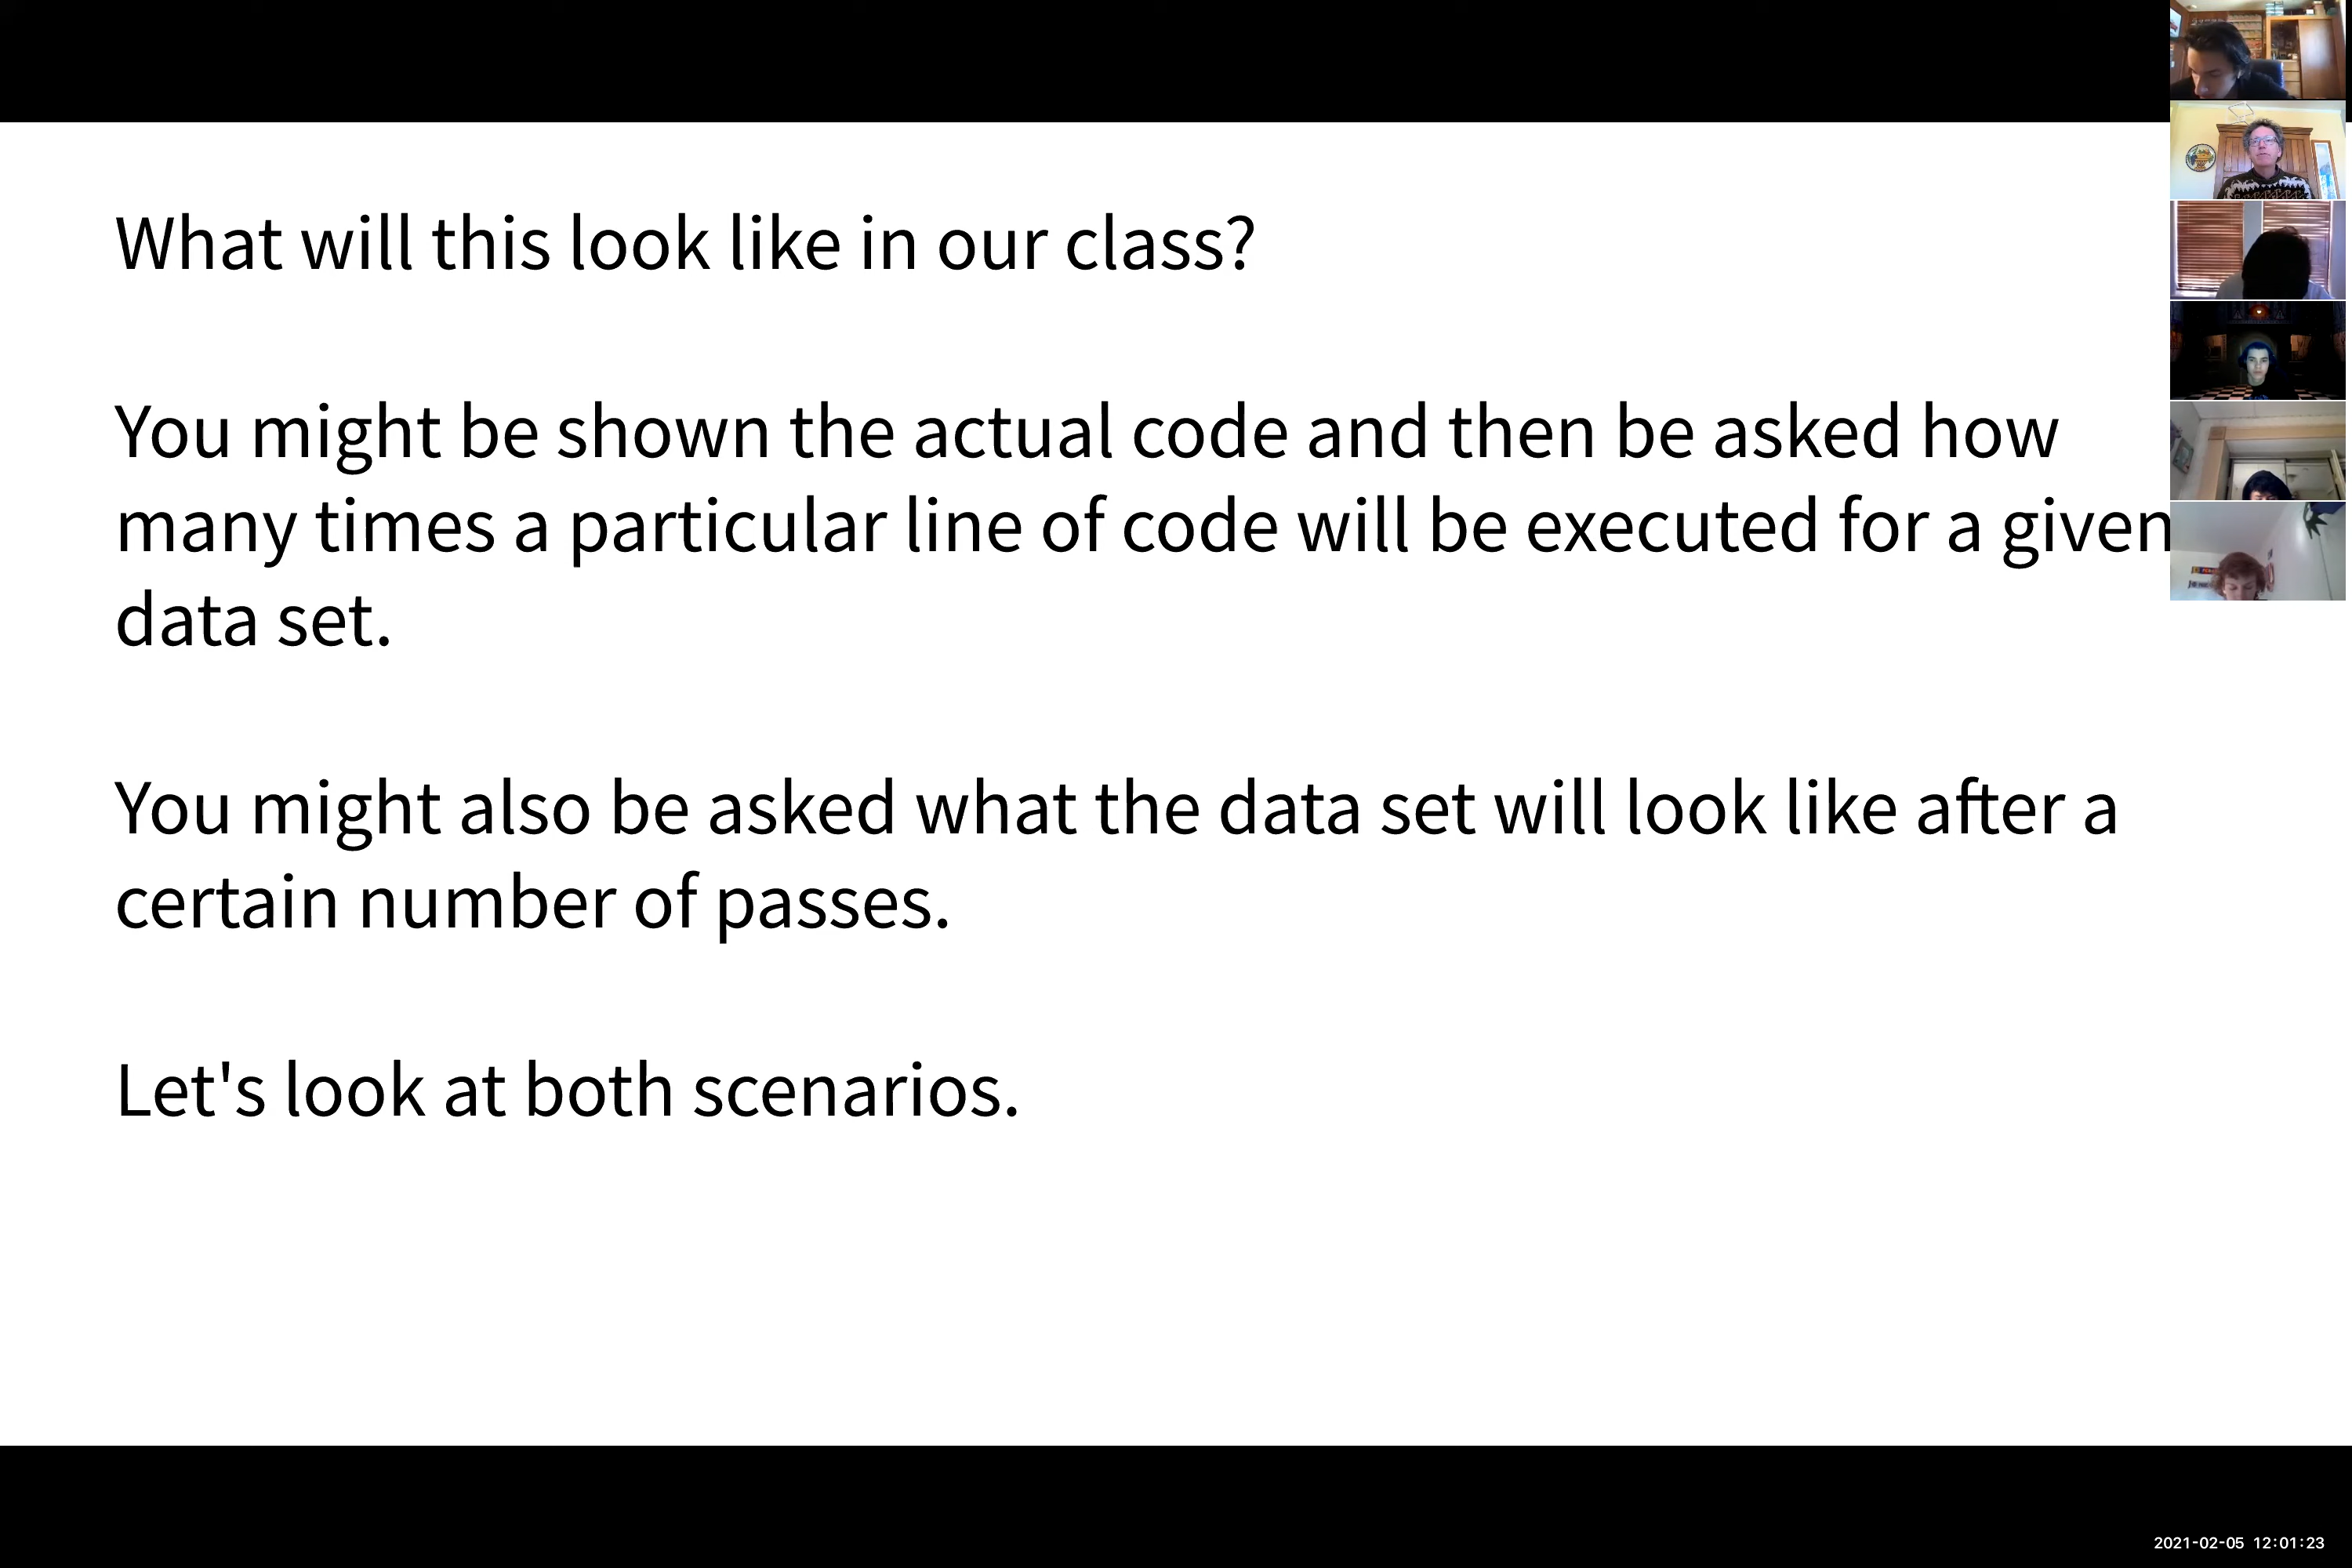 What will this look like in our class?
You might be shown the actual code and then be asked how
many times a particular line of code will be executed for a given
data set.
You might also be asked what the data set will look like after a
certain number of passes.
Let's look at both scenarios.
2021-02-05 12:01:23